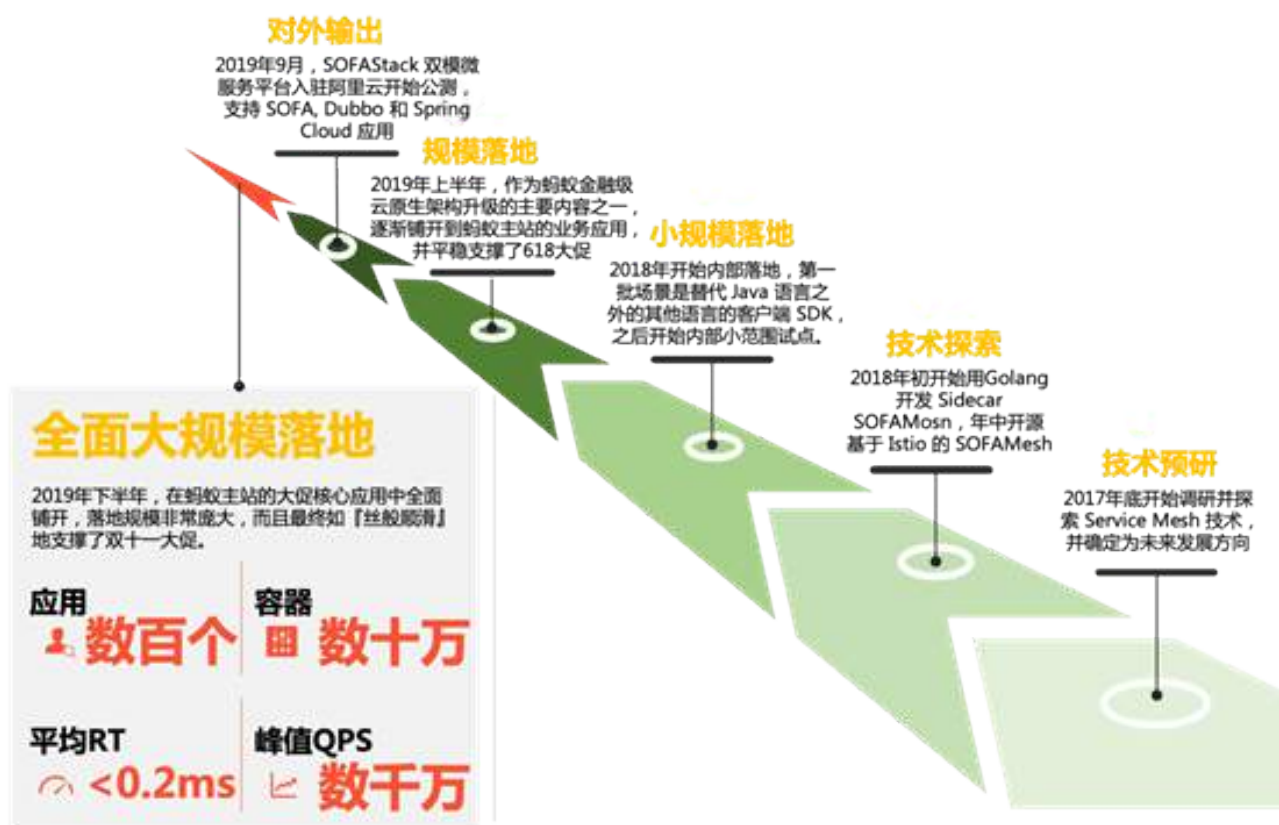 对外输出
2019年9月，SOFAStack 双模微
服务平台入驻阿里云开始公测，
支持 SOFA, Dubbo 和 Spring
Cloud 应用
规模落地
2019年上半年，作为蚂蚁金融级
云原生架构升级的主要内容之一，
逐渐铺开到蚂蚁主站的业务应用，
并平稳支撑了618大促
小规模落地
2018年开始内部落地，第一
批场景是替代 Java 语言之
外的其他语言的客户端 SDK，
之后开始内部小范围试点。
技术探索
2018年初开始用Golang
开发 Sidecar
SOFAMosn，年中开源
基于 Istio 的 SOFAMesh
技术预研
2017年底开始调研并探
索 Service Mesh 技术，
并确定为未来发展方向
全面大规模落地
2019年下半年，在蚂蚁主站的大促核心应用中全面
铺开，落地规模非常庞大，而且最终如『丝般顺滑』
地支撑了双十一大促。
应用
数百个
容器
数十万
平均RT
<0.2ms
峰值QPS
数千万